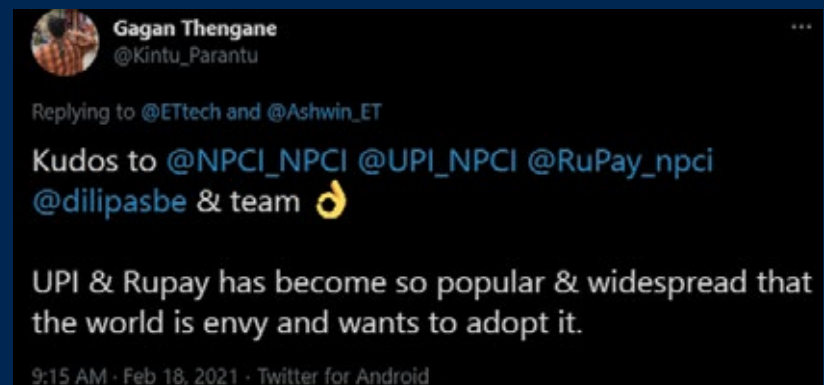 Gagan Thengane
@Kintu_Parantu
Replying to @ETtech and @Ashwin_ET
Kudos to @NPCI_NPCI @UPI_NPCI @RuPay_npci
@dilipasbe & team 👌
UPI & Rupay has become so popular & widespread that
the world is envy and wants to adopt it.
9:15 AM · Feb 18, 2021 · Twitter for Android